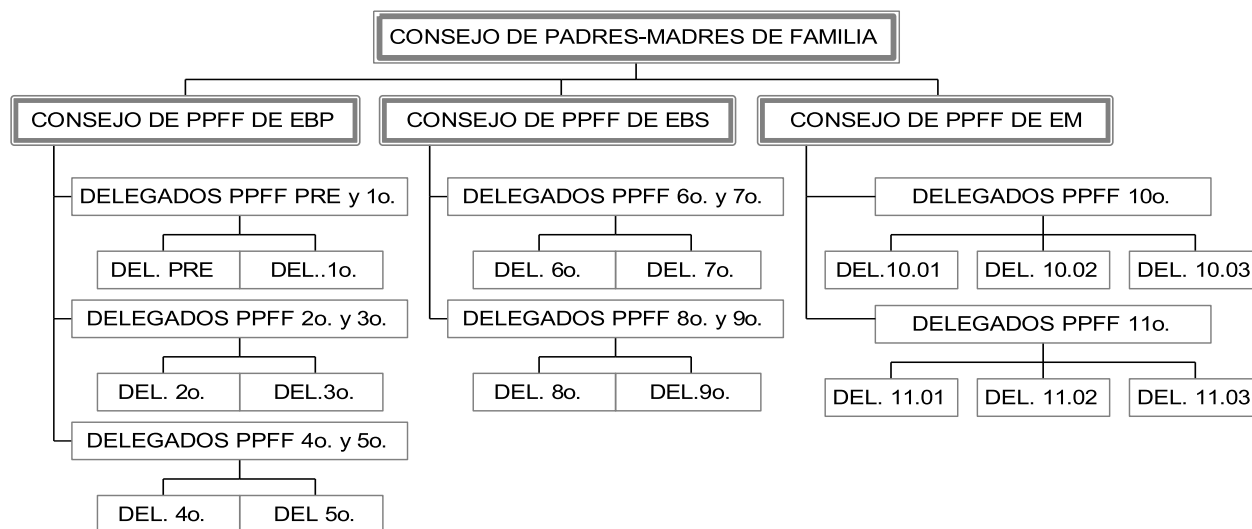 CONSEJO DE PADRES-MADRES DE FAMILIA
CONSEJO DE PPFF DE EBP
CONSEJO DE PPFF DE EBS
CONSEJO DE PPFF DE EM
DELEGADOS PPFF PRE y 1o.
DEL. PRE
DEL..1o.
DELEGADOS PPFF 2o. y 3o.
DEL. 2o.
DEL.3o.
DELEGADOS PPFF 4o. y 5o.
DEL. 4o.
DEL 5o.
DELEGADOS PPFF 6o. y 7o.
DEL. 6o.
DEL. 7o.
DELEGADOS PPFF 8o. y 9o.
DEL. 8o.
DEL.9o.
DELEGADOS PPFF 10o.
DEL.10.01
DEL. 10.02
DEL. 10.03
DELEGADOS PPFF 11o.
DEL. 11.01
DEL. 11.02
DEL. 11.03